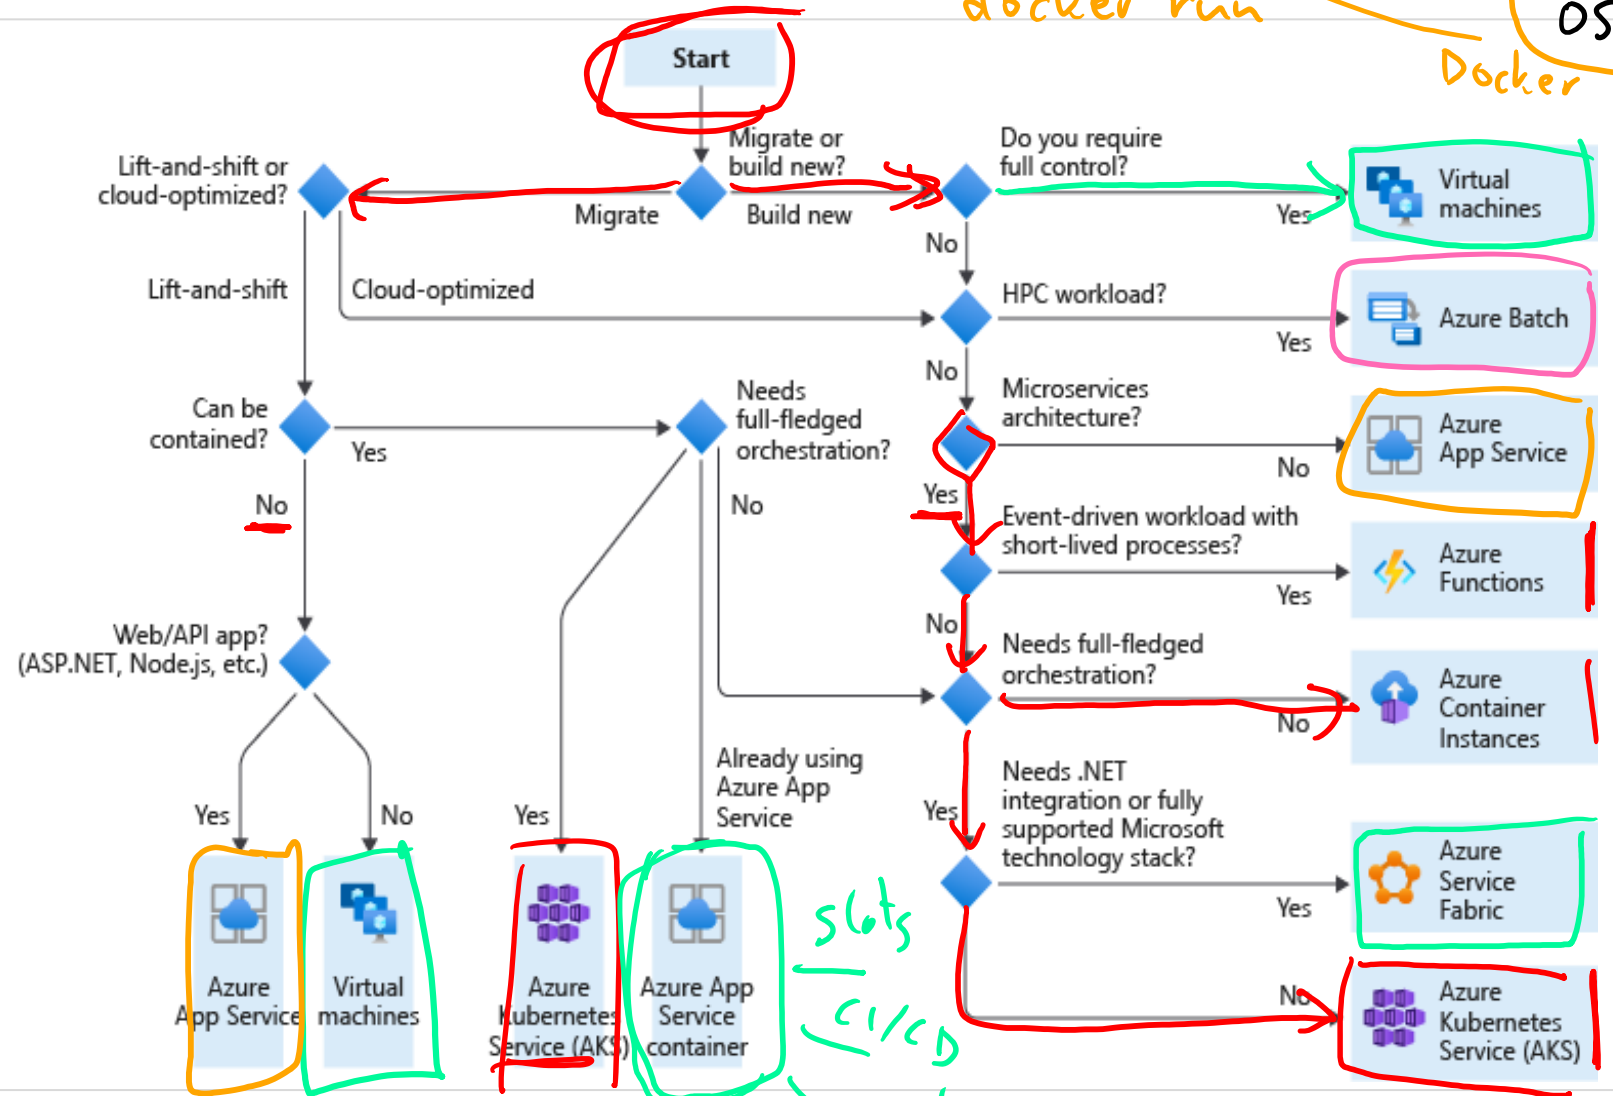 docker run
OS
Docker
Start
Migrate or
build new?
Do you require
full control?
Lift-and-shift or
cloud-optimized?
Virtual
machines
Migrate
Build new
Yes
No
Lift-and-shift
Cloud-optimized
HPC workload?
Azure Batch
Yes
No
Microservices
architecture?
Needs
full-fledged
orchestration?
Can be
contained?
Azure
App Service
Yes
No
No
No
Yes
Event-driven workload with
short-lived processes?
Azure
Functions
Yes
No
Web/API app?
(ASP.NET, Node.js, etc.)
Needs full-fledged
orchestration?
Azure
Container
Instances
No
Already using
Azure App
Service
Needs .NET
integration or fully
supported Microsoft
technology stack?
Yes
No
Yes
Yes
Azure
Service
Fabric
Yes
slots
CI/CD
Azure
App Service
Virtual
machines
Azure
Kubernetes
Service (AKS)
Azure App
Service
container
No
Azure
Kubernetes
Service (AKS)